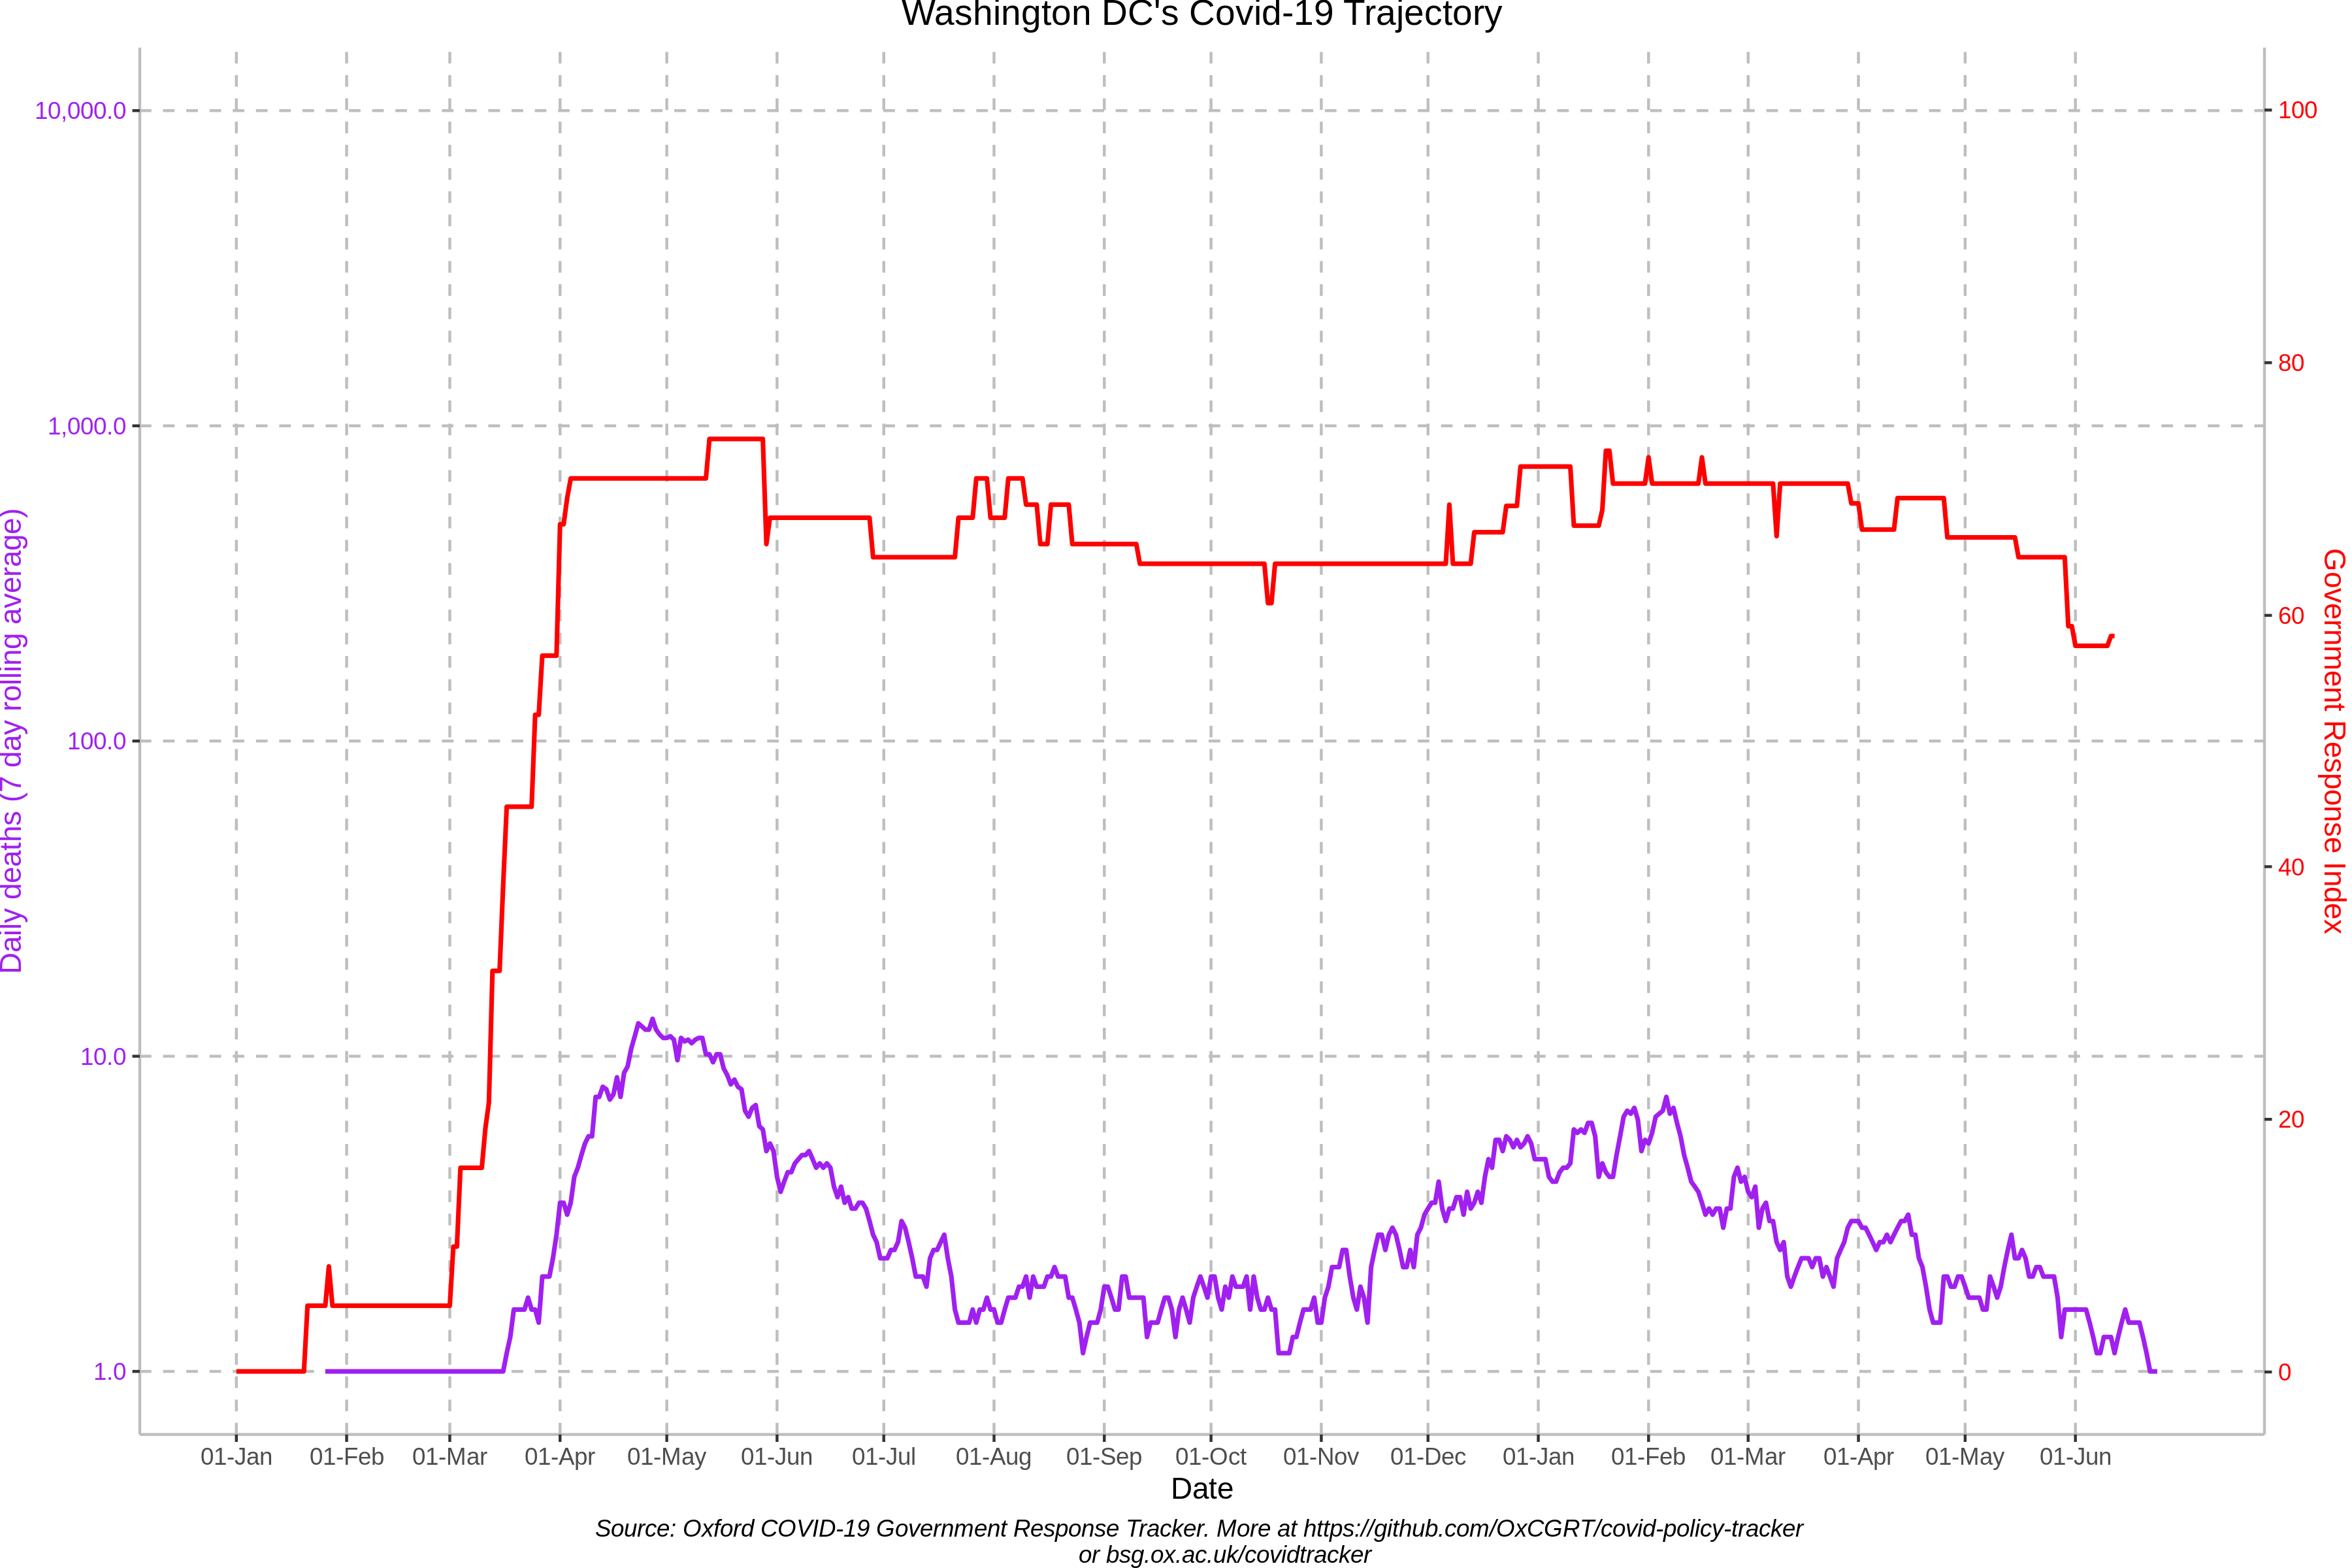 Washington DC's Covid-19 Trajectory
10,000.0
1,000.0
100.0
10.0
1.0
Daily deaths (7 day rolling average)
100
80
60
40
20
0
Government Response Index
01-Jan 01-Feb 01-Mar 01-Apr 01-May 01-Jun 01-Jul 01-Aug 01-Sep 01-Oct 01-Nov 01-Dec 01-Jan 01-Feb 01-Mar 01-Apr 01-May 01-Jun
Date
Source: Oxford COVID-19 Government Response Tracker. More at https://github.com/OxCGRT/covid-policy-tracker
or bsg.ox.ac.uk/covidtracker